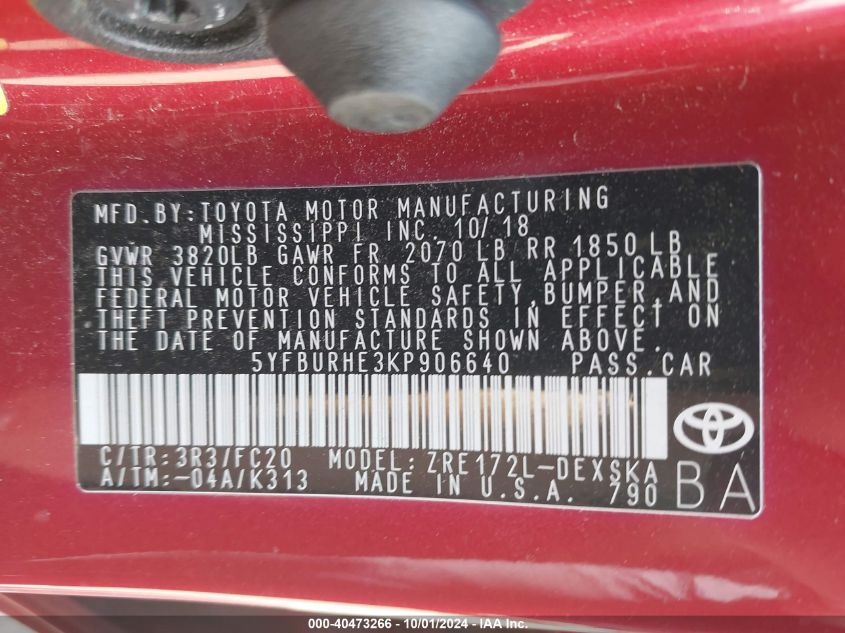 MFD.BY:TOYOTA MOTOR MANUFACTURING
MISSISSIPPI INC. 10/18
GVWR 3820LB GAWR FR 2070 LB RR 1850 LB
THIS VEHICLE CONFORMS TO ALL APPLICABLE
FEDERAL MOTOR VEHICLE SAFETY,BUMPER,AND
THEFT PREVENTION STANDARDS IN EFFECT ON
THE DATE OF MANUFACTURE SHOWN ABOVE.
5YFBURHE3KP906640 PASS.CAR
C/TR:3R3/FC20 MODEL:ZRE172L-DEXSKA
A/TM:-04A/K313 MADE IN U.S.A. 790
BA
000-40473266 - 10/01/2024 - IAA Inc.